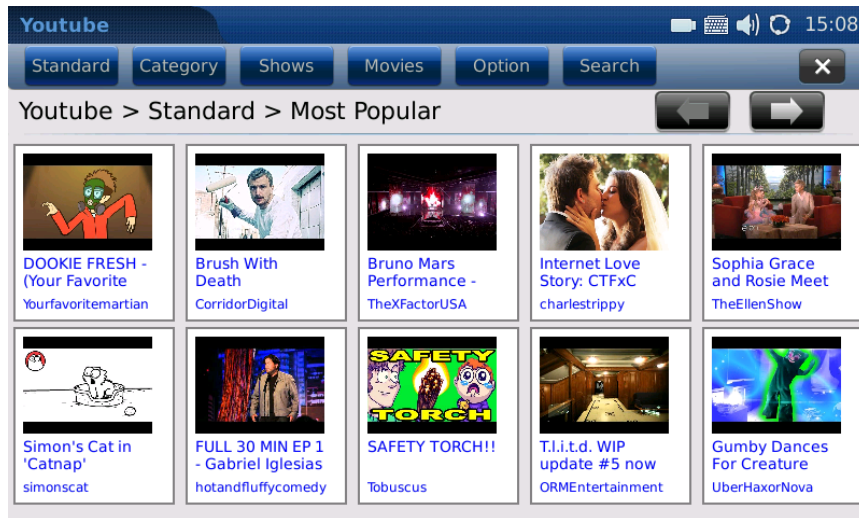 Youtube
15:08
Standard Category Shows Movies Option Search
Youtube > Standard > Most Popular
DOOKIE FRESH -
(Your Favorite
Yourfavoritemartian
Brush With
Death
CorridorDigital
Bruno Mars
Performance -
TheXFactorUSA
Internet Love
Story: CTFxC
charlestrippy
Sophia Grace
and Rosie Meet
TheEllenShow
Simon's Cat in
'Catnap'
simonscat
FULL 30 MIN EP 1
- Gabriel Iglesias
hotandfluffycomedy
SAFETY
TORCH
SAFETY TORCH!!
Tobuscus
T.l.i.t.d. WIP
update #5 now
ORMEntertainment
Gumby Dances
For Creature
UberHaxorNova